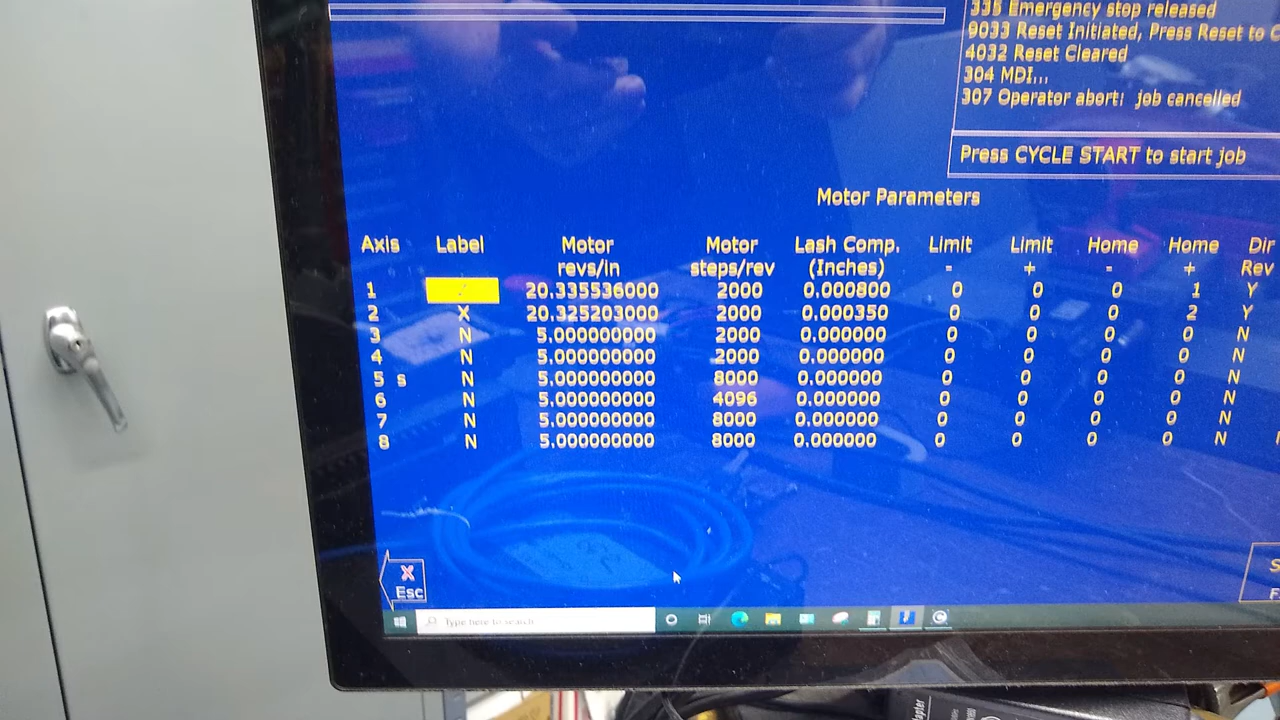 335 Emergency stop released
9033 Reset Initiated, Press Reset to C
4032 Reset Cleared
304 MDI...
307 Operator abort: job cancelled
Press CYCLE START to start job
Motor Parameters
Axis Label Motor Motor Lash Comp. Limit Limit Home Home Dir
revs/in steps/rev (Inches) - + - + Rev
1 20.335536000 2000 0.000800 0 0 0 1 Y
2 X 20.325203000 2000 0.000350 0 0 0 2 Y
3 N 5.000000000 2000 0.000000 0 0 0 0 N
4 N 5.000000000 2000 0.000000 0 0 0 0 N
5 s N 5.000000000 8000 0.000000 0 0 0 0 N
6 N 5.000000000 4096 0.000000 0 0 0 0 N
7 N 5.000000000 8000 0.000000 0 0 0 0 N
8 N 5.000000000 8000 0.000000 0 0 0 0 N
X
Esc
S
F
Type here to search